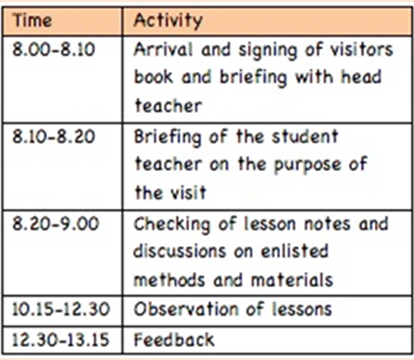 Time Activity
8.00-8.10 Arrival and signing of visitors
book and briefing with head
teacher
8.10-8.20 Briefing of the student
teacher on the purpose of
the visit
8.20-9.00 Checking of lesson notes and
discussions on enlisted
methods and materials
10.15-12.30 Observation of lessons
12.30-13.15 Feedback